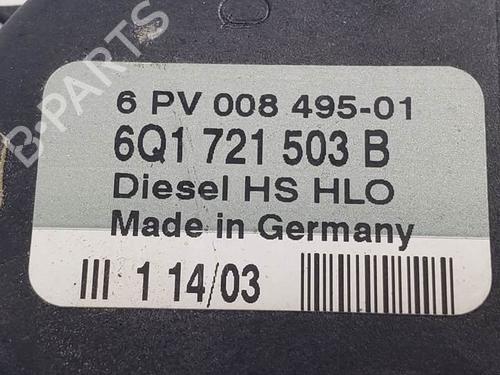 B-PARTS
6 PV 008 495-01
6Q1 721 503 B
Diesel HS HLO
Made in Germany
III 1 14/03